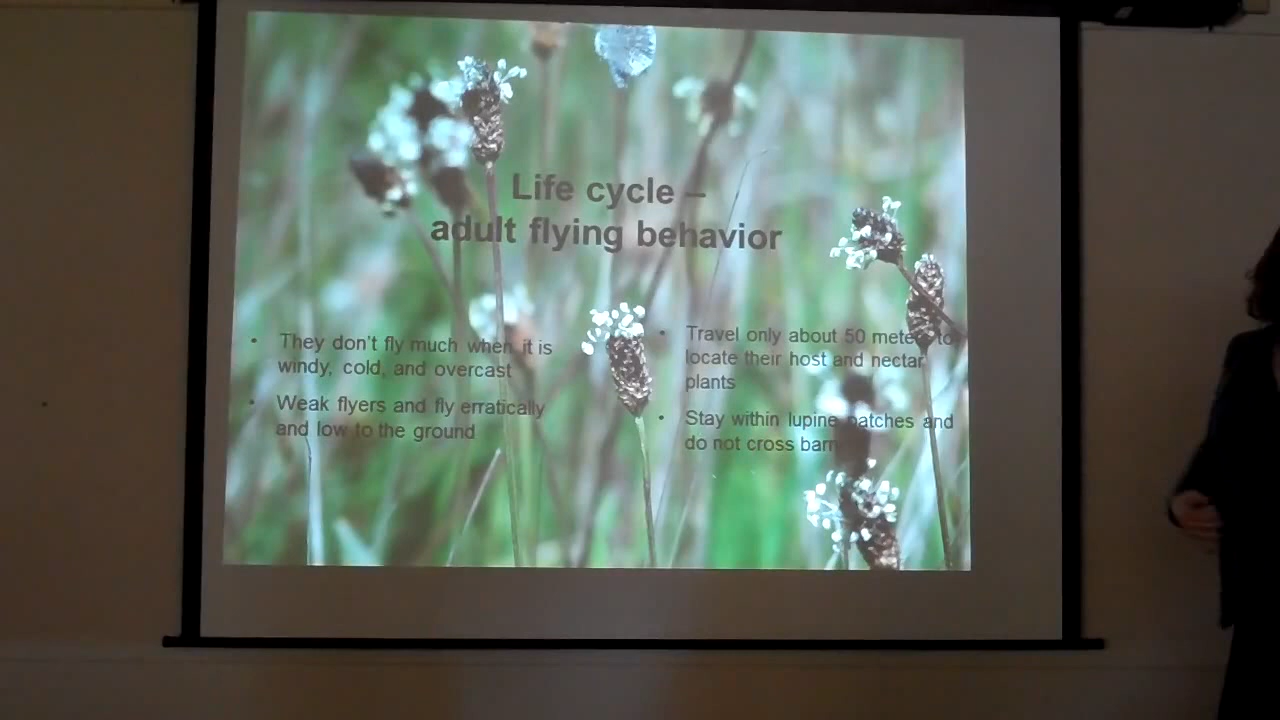 Life cycle –
adult flying behavior
• They don't fly much when it is
windy, cold, and overcast
• Weak flyers and fly erratically
and low to the ground
• Travel only about 50 meters to
locate their host and nectar
plants
• Stay within lupine patches and
do not cross